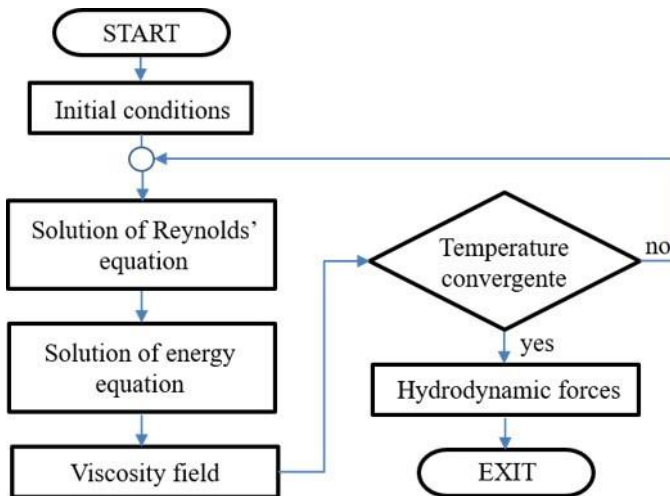 START
Initial conditions
Solution of Reynolds’
equation
Solution of energy
equation
Viscosity field
Temperature
convergente
no
yes
Hydrodynamic forces
EXIT